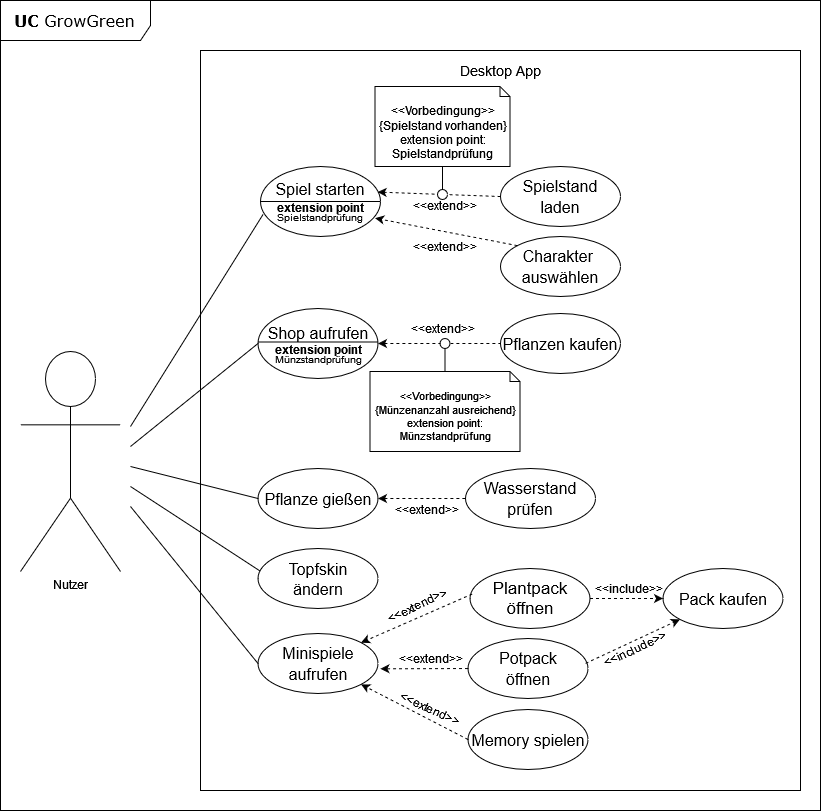 UC GrowGreen
Desktop App
<<Vorbedingung>>
{Spielstand vorhanden}
extension point:
Spielstandprüfung
Spiel starten
extension point
Spielstandprüfung
<<extend>>
Spielstand
laden
<<extend>>
Charakter
auswählen
Shop aufrufen
extension point
Münzstandprüfung
<<extend>>
Pflanzen kaufen
<<Vorbedingung>>
{Münzenanzahl ausreichend}
extension point:
Münzstandprüfung
Pflanze gießen
<<extend>>
Wasserstand
prüfen
Nutzer
Topfskin
ändern
Minispiele
aufrufen
<<extend>>
Plantpack
öffnen
<<include>>
Pack kaufen
<<extend>>
Potpack
öffnen
<<include>>
<<extend>>
Memory spielen